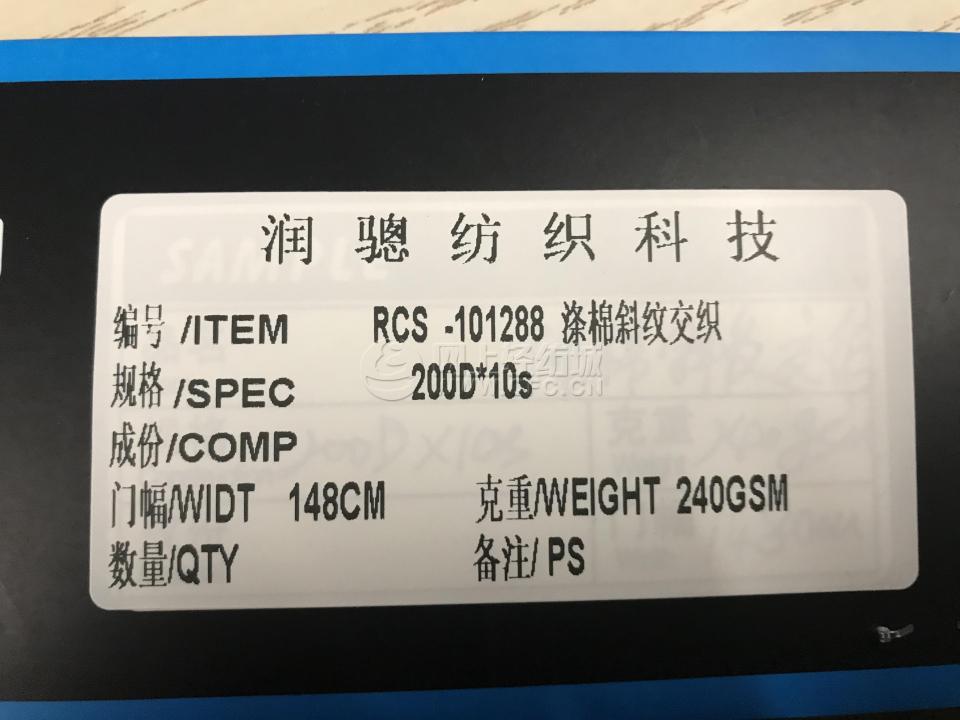 润骢纺织科技
编号/ITEM RCS -101288 涤棉斜纹交织
规格/SPEC 200D*10s
成份/COMP
门幅/WIDT 148CM 克重/WEIGHT 240GSM
数量/QTY 备注/ PS